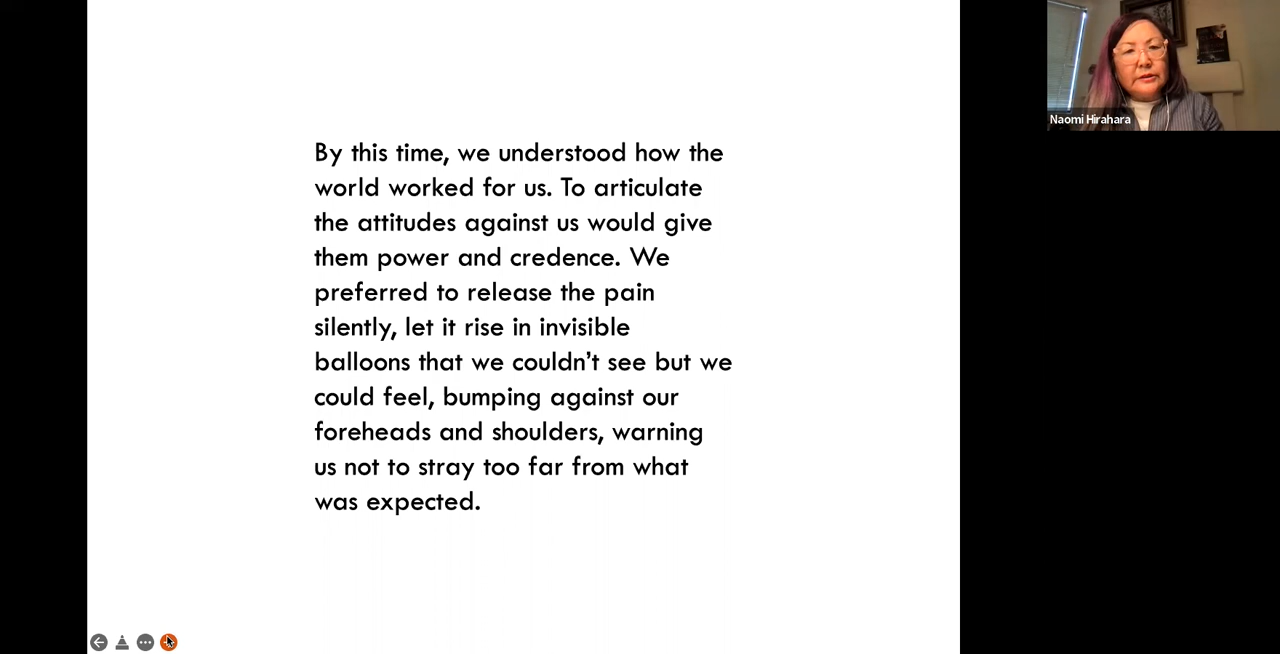 By this time, we understood how the
world worked for us. To articulate
the attitudes against us would give
them power and credence. We
preferred to release the pain
silently, let it rise in invisible
balloons that we couldn't see but we
could feel, bumping against our
foreheads and shoulders, warning
us not to stray too far from what
was expected.
Naomi Hirahara